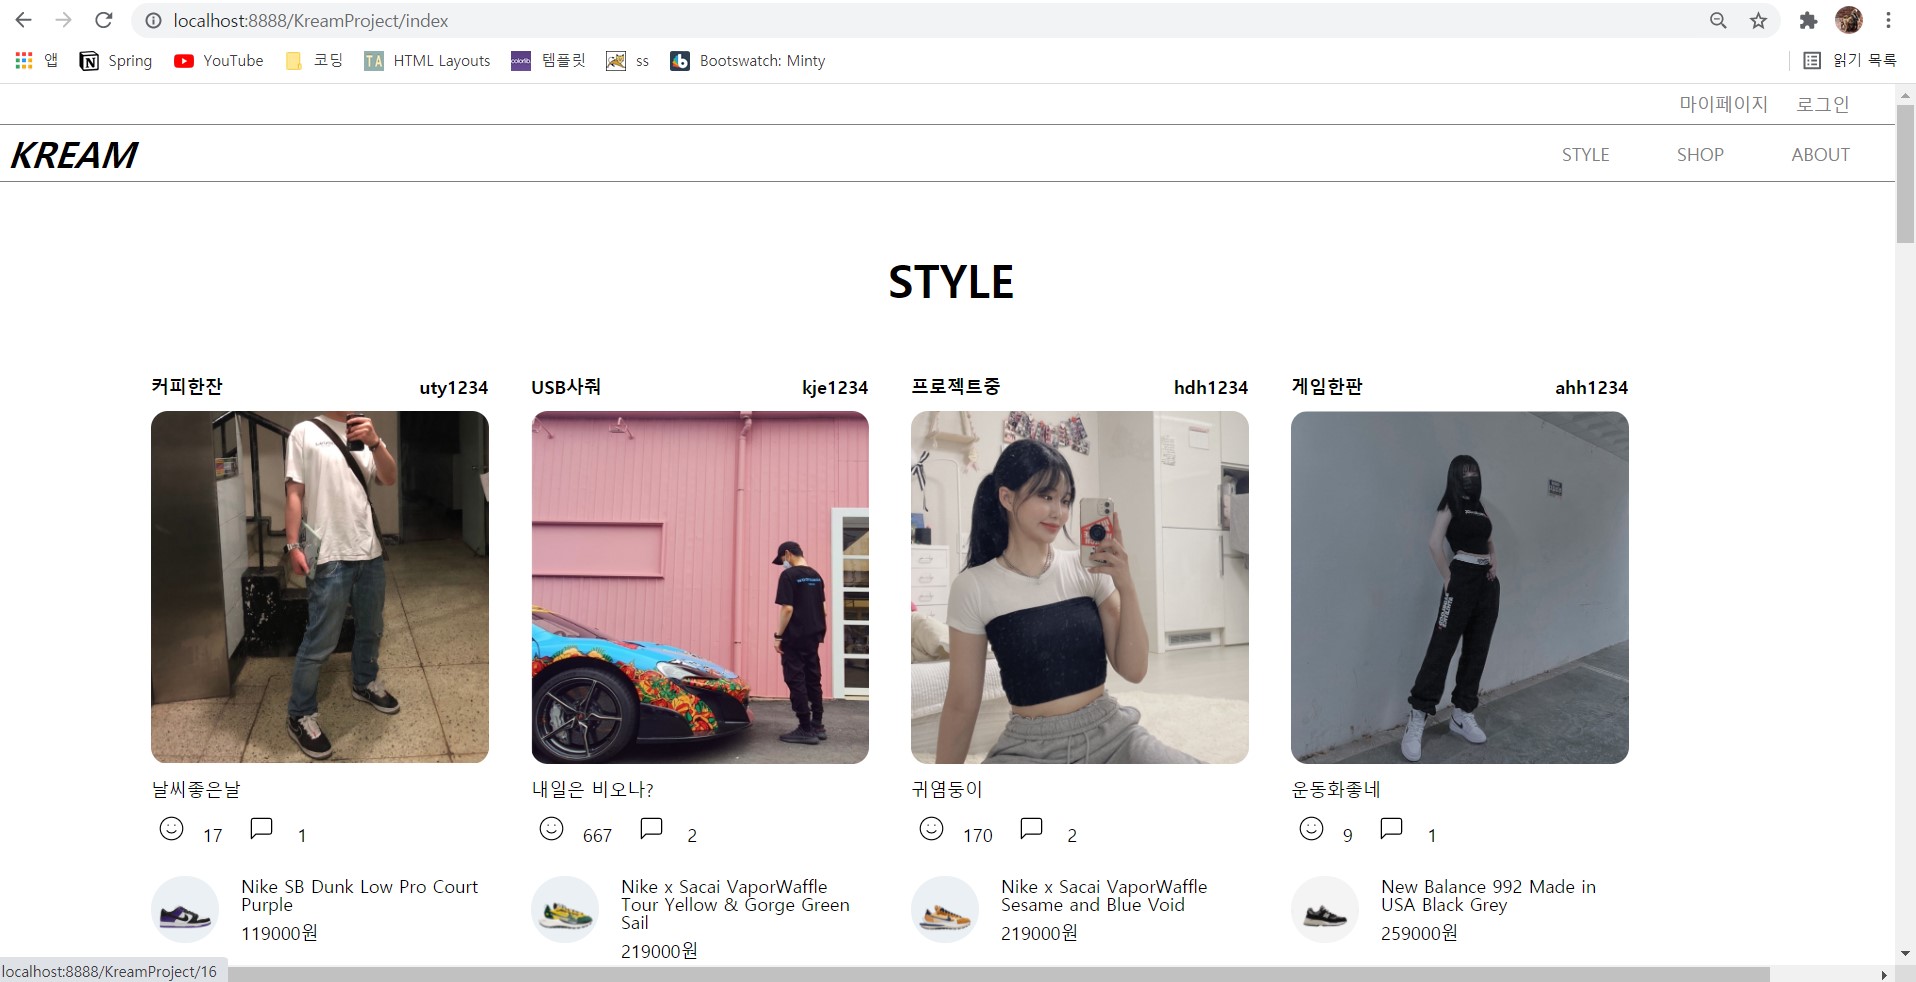 localhost:8888/KreamProject/index
앱 Spring YouTube 코딩 TA HTML Layouts colorlib 템플릿 ss Bootswatch: Minty 읽기 목록
마이페이지 로그인
KREAM STYLE SHOP ABOUT
STYLE
커피한잔 uty1234 USB사줘 kje1234 프로젝트중 hdh1234 게임한판 ahh1234
날씨좋은날 내일은 비오나? 귀염둥이 운동화좋네
17 1 667 2 170 2 9 1
Nike SB Dunk Low Pro Court
Purple
119000원
Nike x Sacai VaporWaffle
Tour Yellow & Gorge Green
Sail
219000원
Nike x Sacai VaporWaffle
Sesame and Blue Void
219000원
New Balance 992 Made in
USA Black Grey
259000원
localhost:8888/KreamProject/16